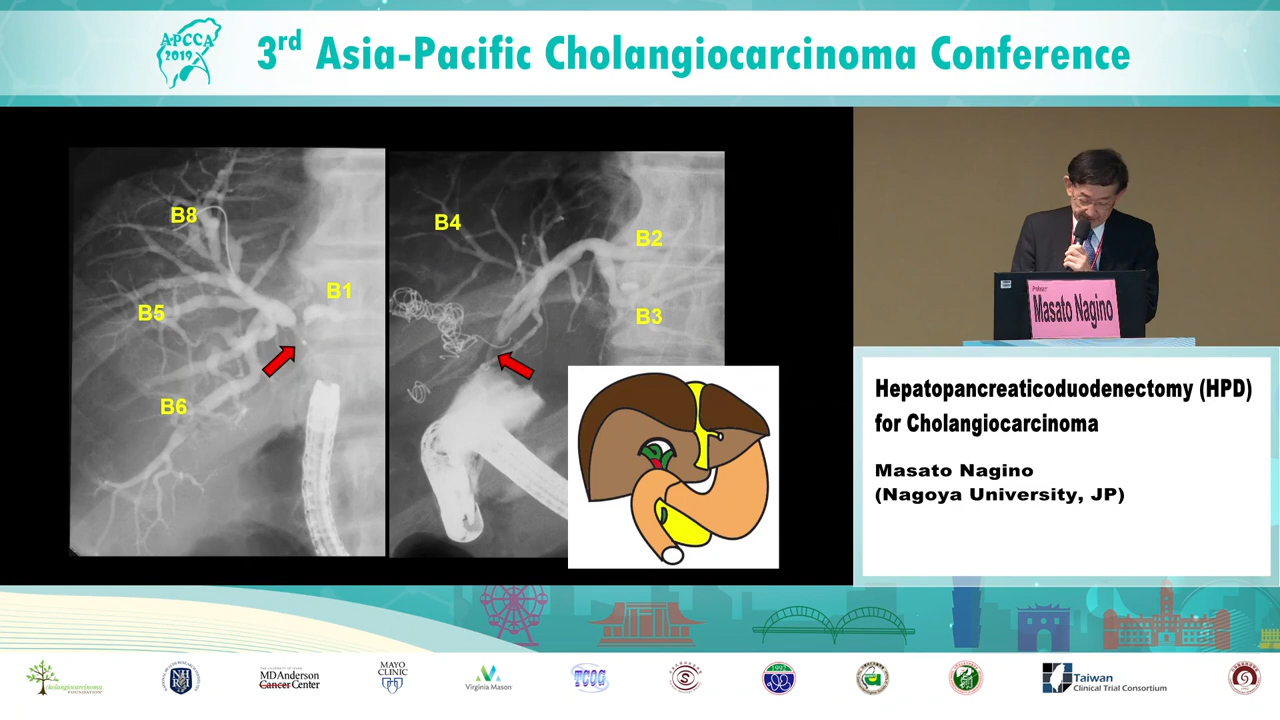 APCCA
2019
3rd Asia-Pacific Cholangiocarcinoma Conference
B8
B5
B6
B1
B4
B2
B3
Masato Nagino
Hepatopancreaticoduodenectomy (HPD)
for Cholangiocarcinoma
Masato Nagino
(Nagoya University, JP)
cholangiocarcinoma
FOUNDATION
NHRI
MD Anderson
Cancer Center
MAYO
CLINIC
Virginia Mason
TCOG
1992
Taiwan
Clinical Trial Consortium